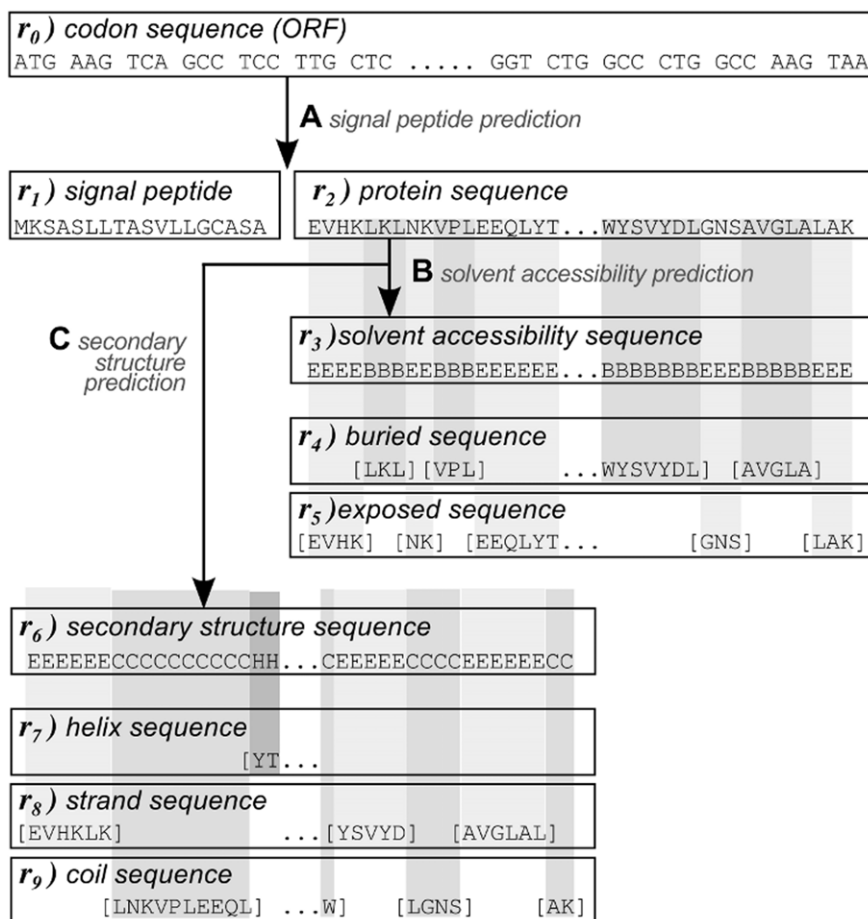 r0) codon sequence (ORF)
ATG AAG TCA GCC TCC TTG CTC ..... GGT CTG GCC CTG GCC AAG TAA
A signal peptide prediction
r1) signal peptide
MKSASLLTASVLLGCASA
r2) protein sequence
EVHKLKLNKVPLEEQLYT...WYSVYDLGNSAVGLALAK
B solvent accessibility prediction
C secondary
structure
prediction
r3)solvent accessibility sequence
EEEEBBBEEBBBEEEEEE...BBBBBBBEEEBBBBBEEE
r4) buried sequence
[LKL] [VPL] ...WYSVYDL] [AVGLA]
r5)exposed sequence
[EVHK] [NK] [EEQLYT... [GNS] [LAK]
r6) secondary structure sequence
EEEEEECCCCCCCCCCHH...CEEEEECCCCEEEEEECC
r7) helix sequence
[YT...
r8) strand sequence
[EVHKLK] ...[YSVYD] [AVGLAL]
r9) coil sequence
[LNKVPLEEQL] ...W] [LGNS] [AK]